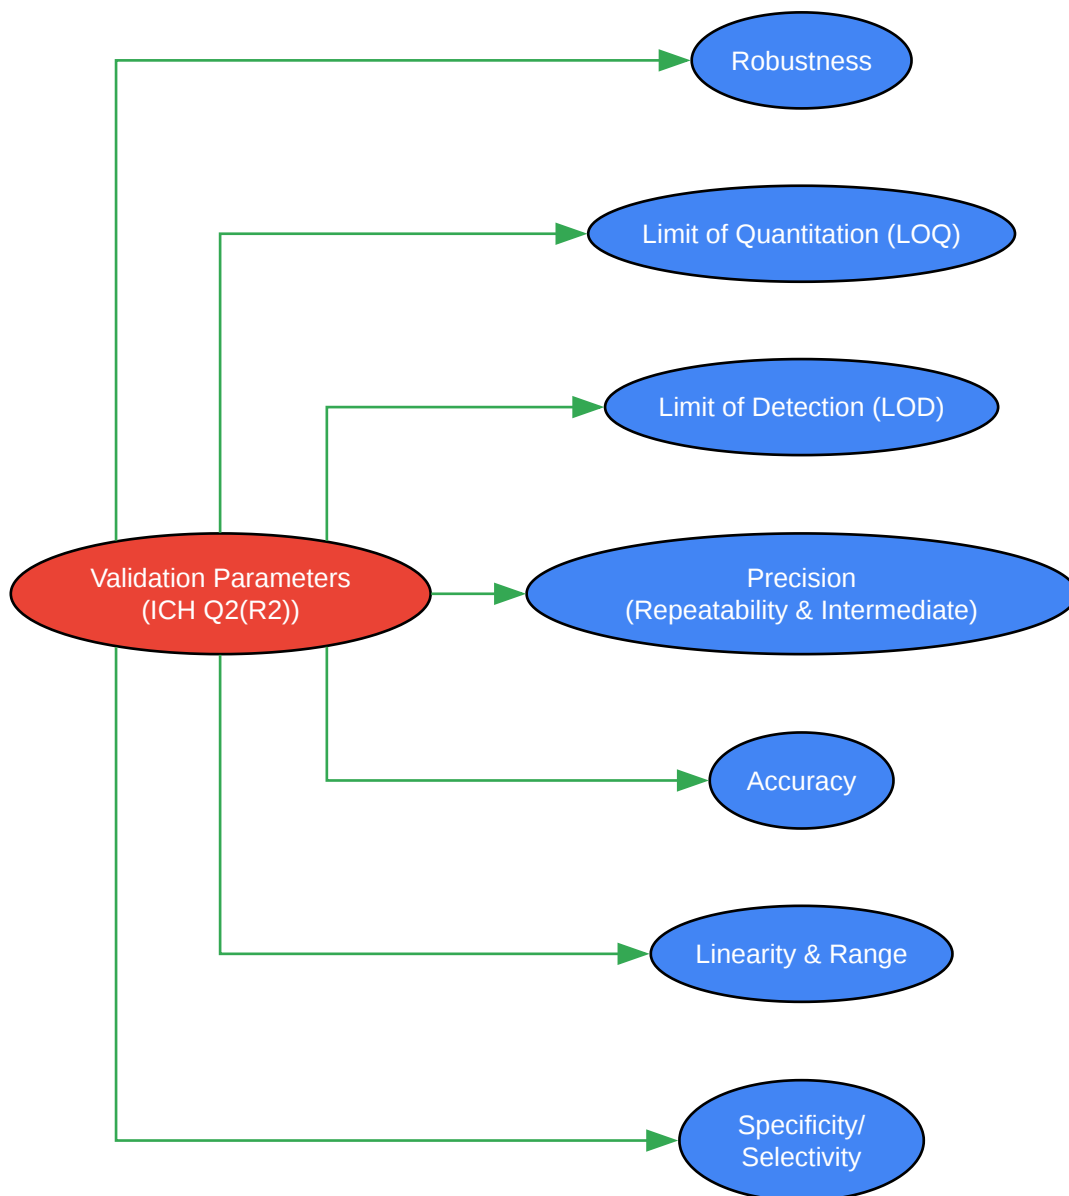 Robustness
Limit of Quantitation (LOQ)
Limit of Detection (LOD)
Validation Parameters
(ICH Q2(R2))
Precision
(Repeatability & Intermediate)
Accuracy
Linearity & Range
Specificity/
Selectivity